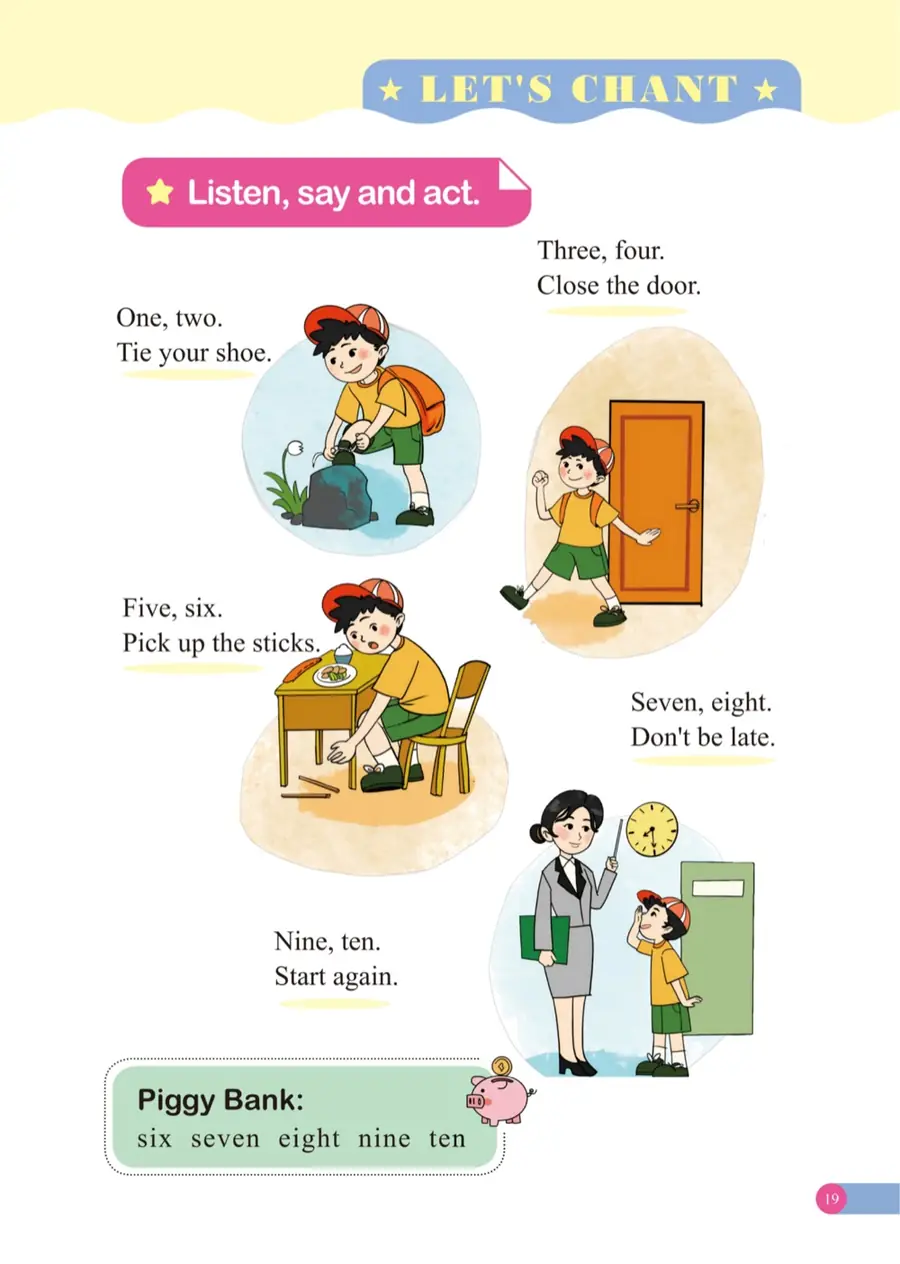 LET'S CHANT
Listen, say and act.
One, two.
Tie your shoe.
Three, four.
Close the door.
Five, six.
Pick up the sticks.
Seven, eight.
Don't be late.
Nine, ten.
Start again.
Piggy Bank:
six seven eight nine ten
19